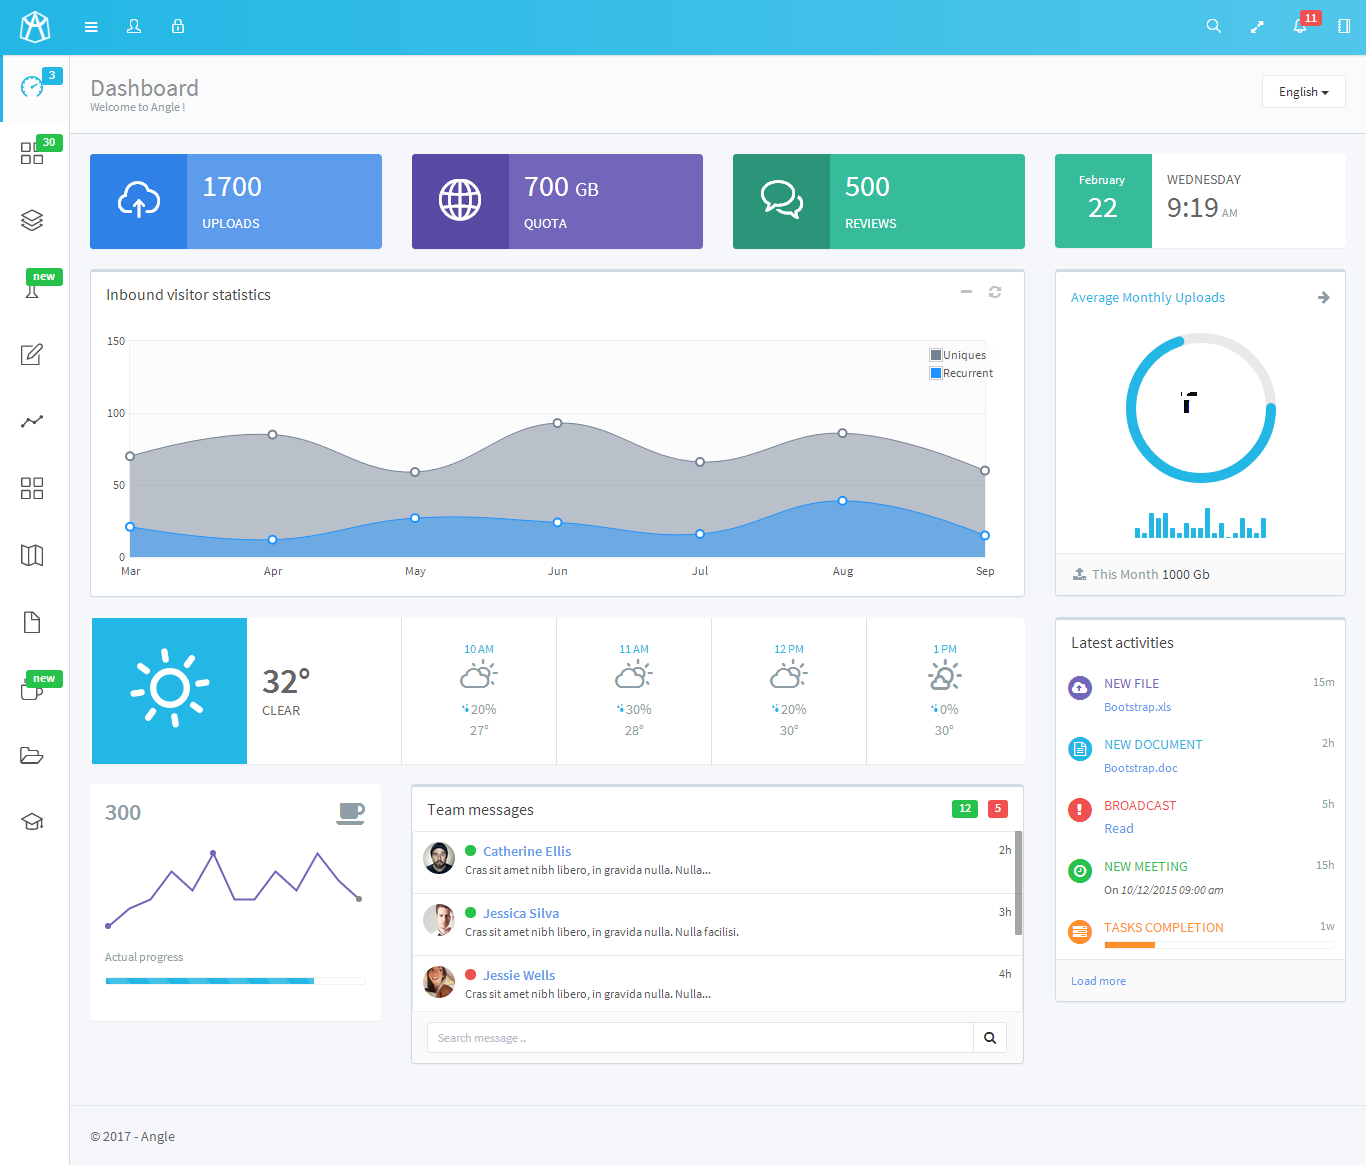 11
3
Dashboard
Welcome to Angle !
English
30
1700
UPLOADS
700 GB
QUOTA
500
REVIEWS
February
22
WEDNESDAY
9:19 AM
new
Inbound visitor statistics
150
100
50
0
Uniques
Recurrent
Mar Apr May Jun Jul Aug Sep
Average Monthly Uploads
This Month 1000 Gb
32°
CLEAR
10 AM
20%
27°
11 AM
30%
28°
12 PM
20%
30°
1 PM
0%
30°
Latest activities
NEW FILE 15m
Bootstrap.xls
NEW DOCUMENT 2h
Bootstrap.doc
BROADCAST 5h
Read
NEW MEETING 15h
On 10/12/2015 09:00 am
TASKS COMPLETION 1w
Load more
new
300
Actual progress
Team messages 12 5
Catherine Ellis 2h
Cras sit amet nibh libero, in gravida nulla. Nulla...
Jessica Silva 3h
Cras sit amet nibh libero, in gravida nulla. Nulla facilisi.
Jessie Wells 4h
Cras sit amet nibh libero, in gravida nulla. Nulla...
Search message ..
© 2017 - Angle